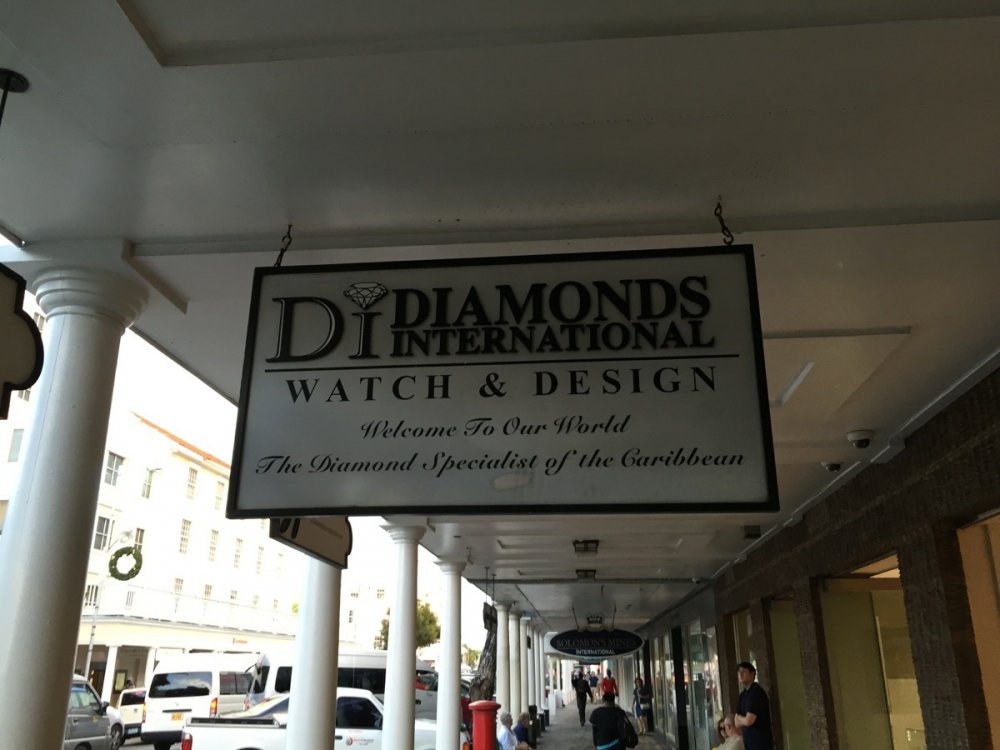 Di DIAMONDS
INTERNATIONAL
WATCH & DESIGN
Welcome To Our World
The Diamond Specialist of the Caribbean
SOLOMON'S MINES
INTERNATIONAL